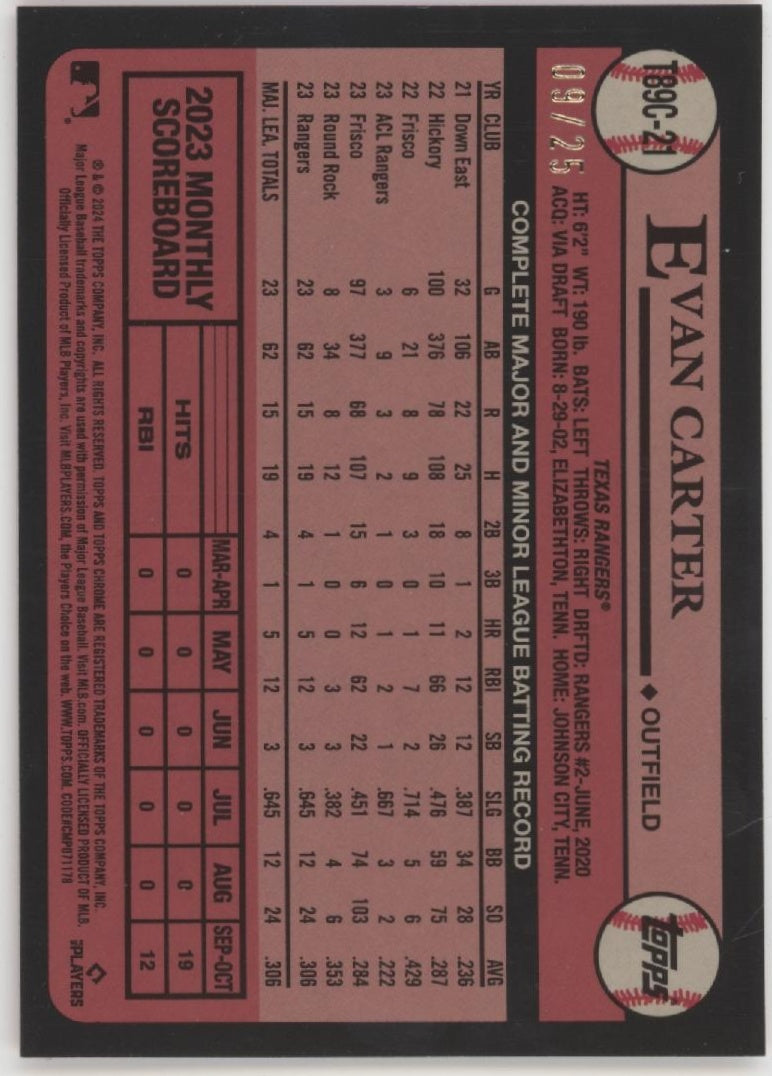 T89C-21
EVAN CARTER ♦ OUTFIELD
topps
09/25
TEXAS RANGERS®
HT: 6'2" WT: 190 lb. BATS: LEFT THROWS: RIGHT DRFTD: RANGERS #2-JUNE, 2020
ACQ: VIA DRAFT BORN: 8-29-02, ELIZABETHTON, TENN. HOME: JOHNSON CITY, TENN.
COMPLETE MAJOR AND MINOR LEAGUE BATTING RECORD
YR CLUB G AB R H 2B 3B HR RBI SB SLG BB SO AVG
21 Down East 32 106 22 25 8 1 2 12 12 .387 34 28 .236
22 Hickory 100 376 78 108 18 10 11 66 26 .476 59 75 .287
22 Frisco 6 21 8 9 3 0 1 7 2 .714 5 6 .429
23 ACL Rangers 3 9 3 2 1 0 1 2 1 .667 3 2 .222
23 Frisco 97 377 68 107 15 6 12 62 22 .451 74 103 .284
23 Round Rock 8 34 8 12 1 0 0 3 3 .382 4 6 .353
23 Rangers 23 62 15 19 4 1 5 12 3 .645 12 24 .306
MAJ. LEA. TOTALS 23 62 15 19 4 1 5 12 3 .645 12 24 .306
2023 MONTHLY
SCOREBOARD
MAR-APR MAY JUN JUL AUG SEP-OCT
HITS 0 0 0 0 0 19
RBI 0 0 0 0 0 12
® & © 2024 THE TOPPS COMPANY, INC. ALL RIGHTS RESERVED. TOPPS AND TOPPS CHROME ARE REGISTERED TRADEMARKS OF THE TOPPS COMPANY, INC.
Major League Baseball trademarks and copyrights are used with permission of Major League Baseball. Visit MLB.com. OFFICIALLY LICENSED PRODUCT OF MLB
Officially Licensed Product of MLB Players, Inc. Visit MLBPLAYERS.COM, the Players Choice on the web. WWW.TOPPS.COM. CODE#CMP071178
PLAYERS